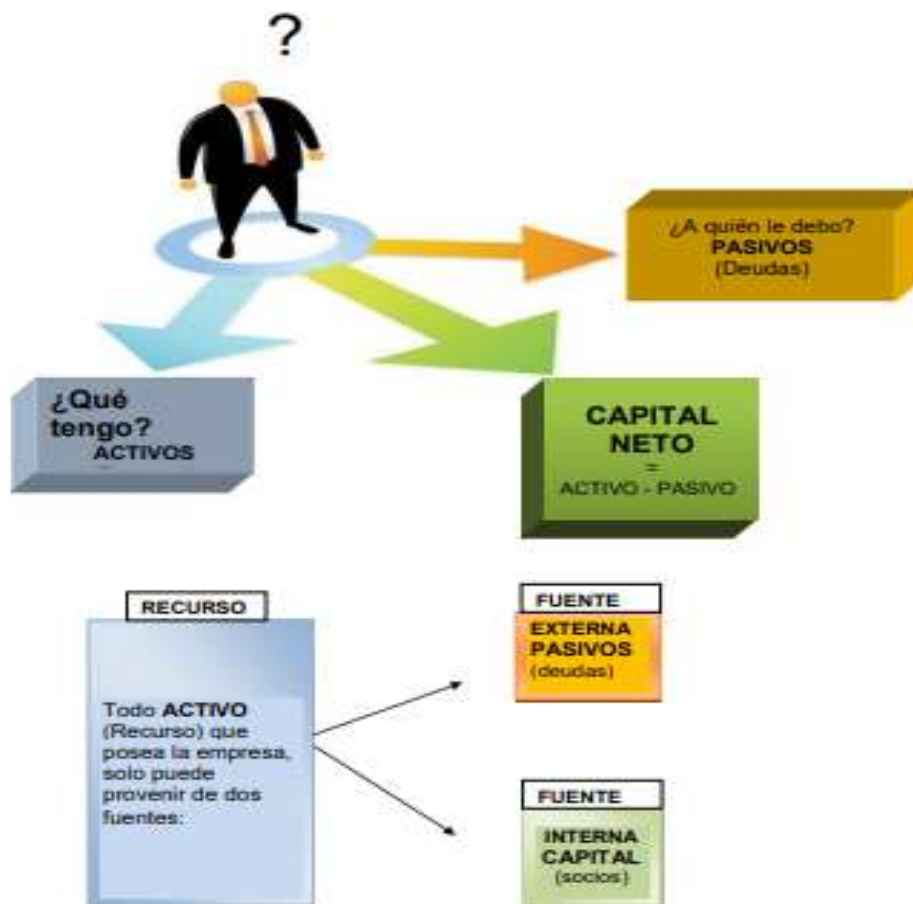 ?
¿A quién le debo?
PASIVOS
(Deudas)
¿Qué
tengo?
ACTIVOS
CAPITAL
NETO
=
ACTIVO - PASIVO
RECURSO
Todo ACTIVO
(Recurso) que
posea la empresa,
solo puede
provenir de dos
fuentes:
FUENTE
EXTERNA
PASIVOS
(deudas)
FUENTE
INTERNA
CAPITAL
(socios)